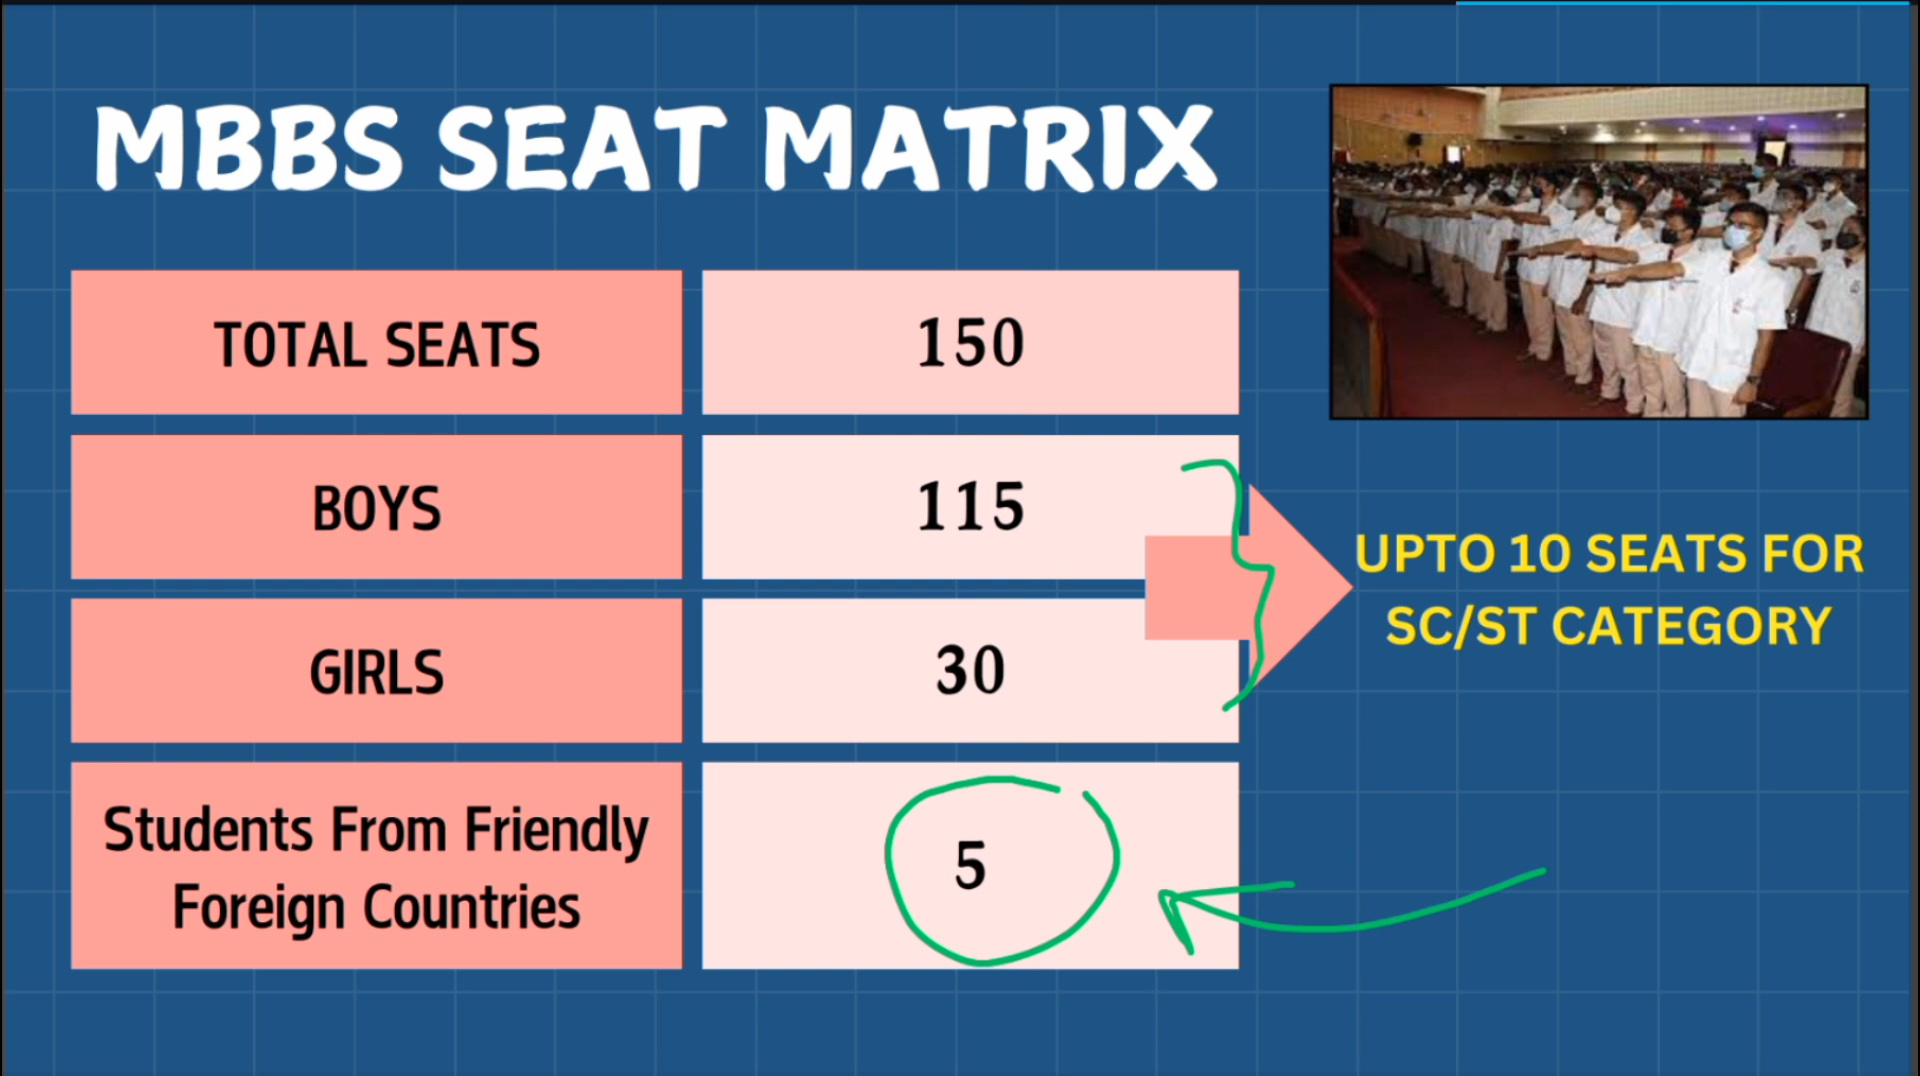 MBBS SEAT MATRIX
TOTAL SEATS 150
BOYS 115
GIRLS 30
UPTO 10 SEATS FOR
SC/ST CATEGORY
Students From Friendly
Foreign Countries
5